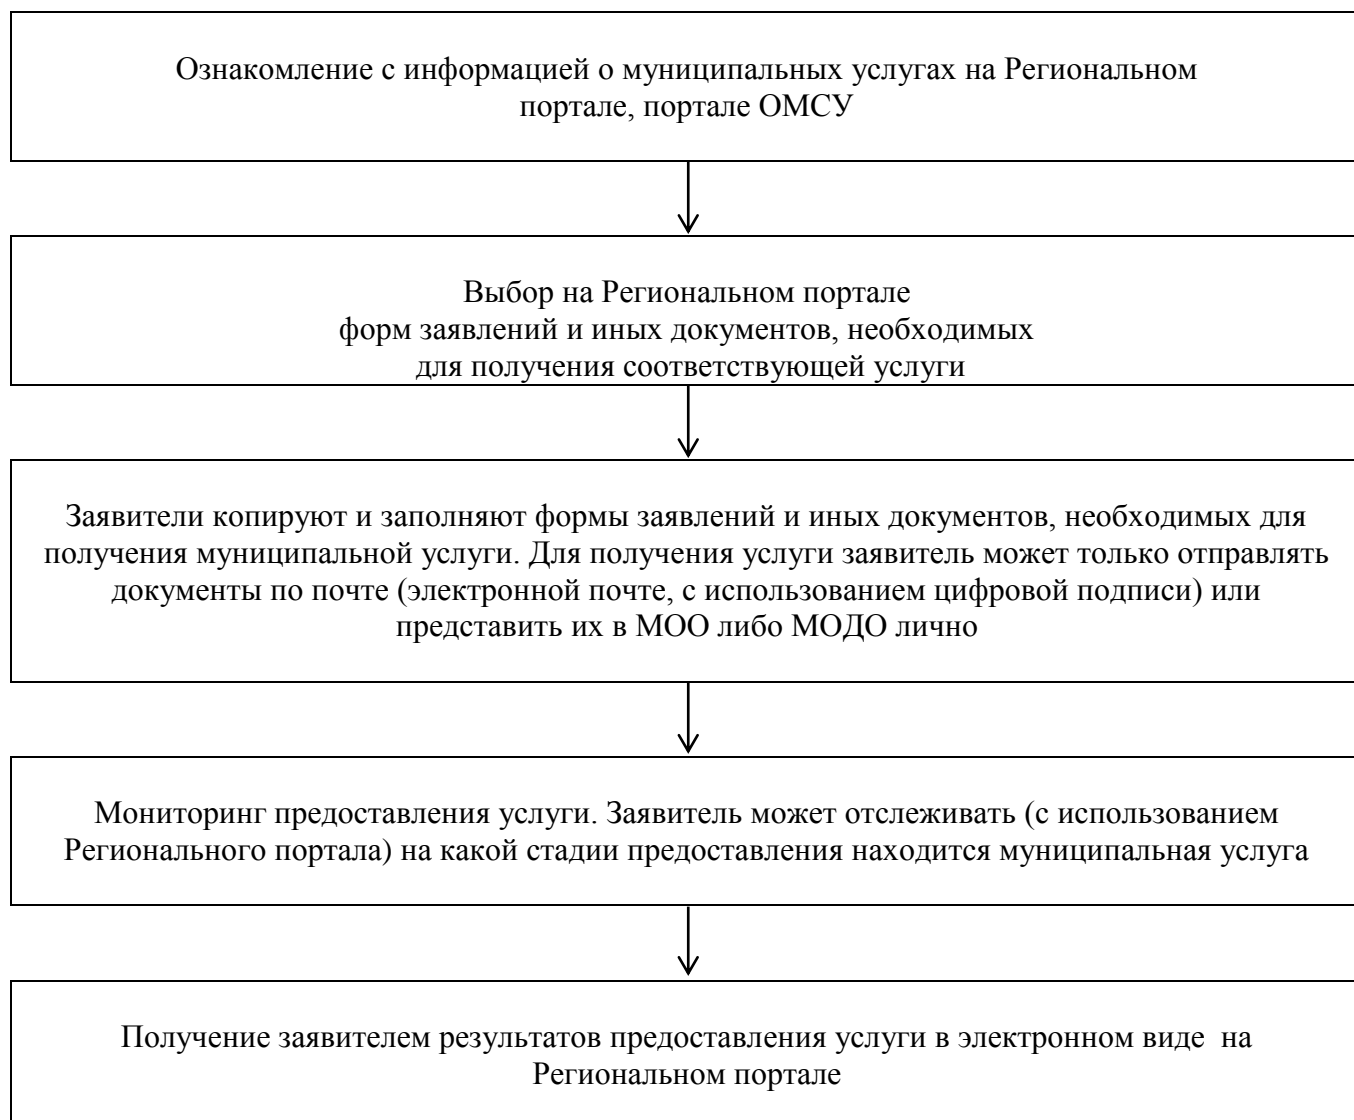 Ознакомление с информацией о муниципальных услугах на Региональном
портале, портале ОМСУ
Выбор на Региональном портале
форм заявлений и иных документов, необходимых
для получения соответствующей услуги
Заявители копируют и заполняют формы заявлений и иных документов, необходимых для
получения муниципальной услуги. Для получения услуги заявитель может только отправлять
документы по почте (электронной почте, с использованием цифровой подписи) или
представить их в МОО либо МОДО лично
Мониторинг предоставления услуги. Заявитель может отслеживать (с использованием
Регионального портала) на какой стадии предоставления находится муниципальная услуга
Получение заявителем результатов предоставления услуги в электронном виде  на
Региональном портале